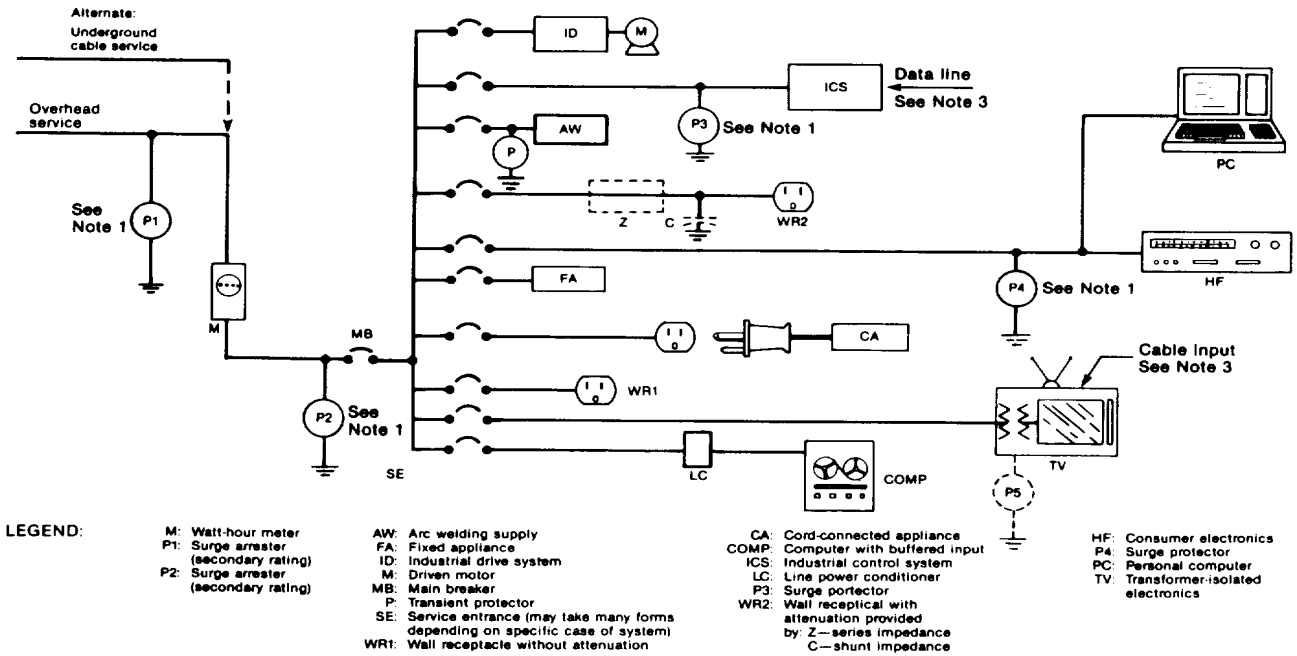 Alternate:
Underground
cable service
Overhead
service
See
Note 1
P1
M
MB
P2
See
Note 1
SE
ID
M
ICS
Data line
See Note 3
P3
See Note 1
AW
P
Z
C
WR2
PC
P4
See Note 1
HF
FA
CA
Cable Input
See Note 3
WR1
TV
P5
LC
COMP
LEGEND:
M: Watt-hour meter
P1: Surge arrester
(secondary rating)
P2: Surge arrester
(secondary rating)
AW: Arc welding supply
FA: Fixed appliance
ID: Industrial drive system
M: Driven motor
MB: Main breaker
P: Transient protector
SE: Service entrance (may take many forms
depending on specific case of system)
WR1: Wall receptacle without attenuation
CA: Cord-connected appliance
COMP: Computer with buffered input
ICS: Industrial control system
LC: Line power conditioner
P3: Surge portector
WR2: Wall receptical with
attenuation provided
by: Z—series impedance
C—shunt impedance
HF: Consumer electronics
P4: Surge protector
PC: Personal computer
TV: Transformer-isolated
electronics